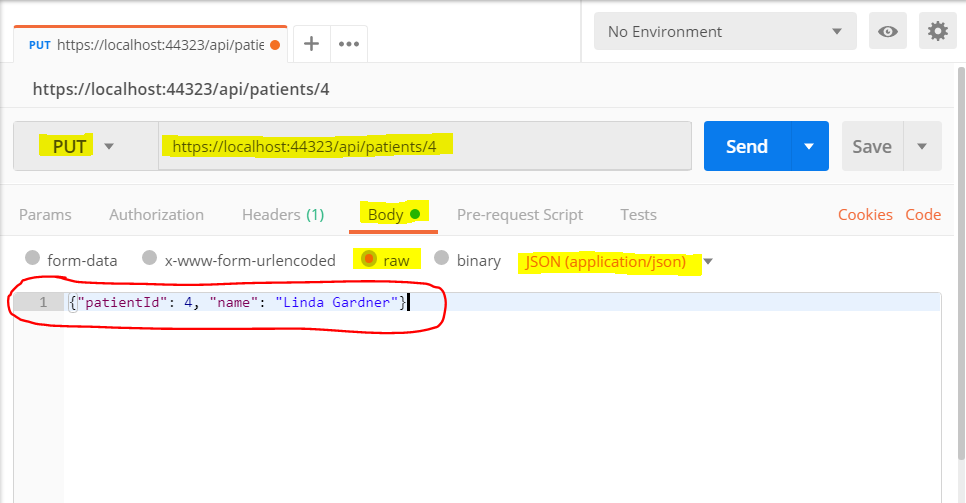 PUT https://localhost:44323/api/patie
No Environment
https://localhost:44323/api/patients/4
PUT https://localhost:44323/api/patients/4 Send Save
Params Authorization Headers (1) Body Pre-request Script Tests Cookies Code
form-data x-www-form-urlencoded raw binary JSON (application/json)
1 {"patientId": 4, "name": "Linda Gardner"}